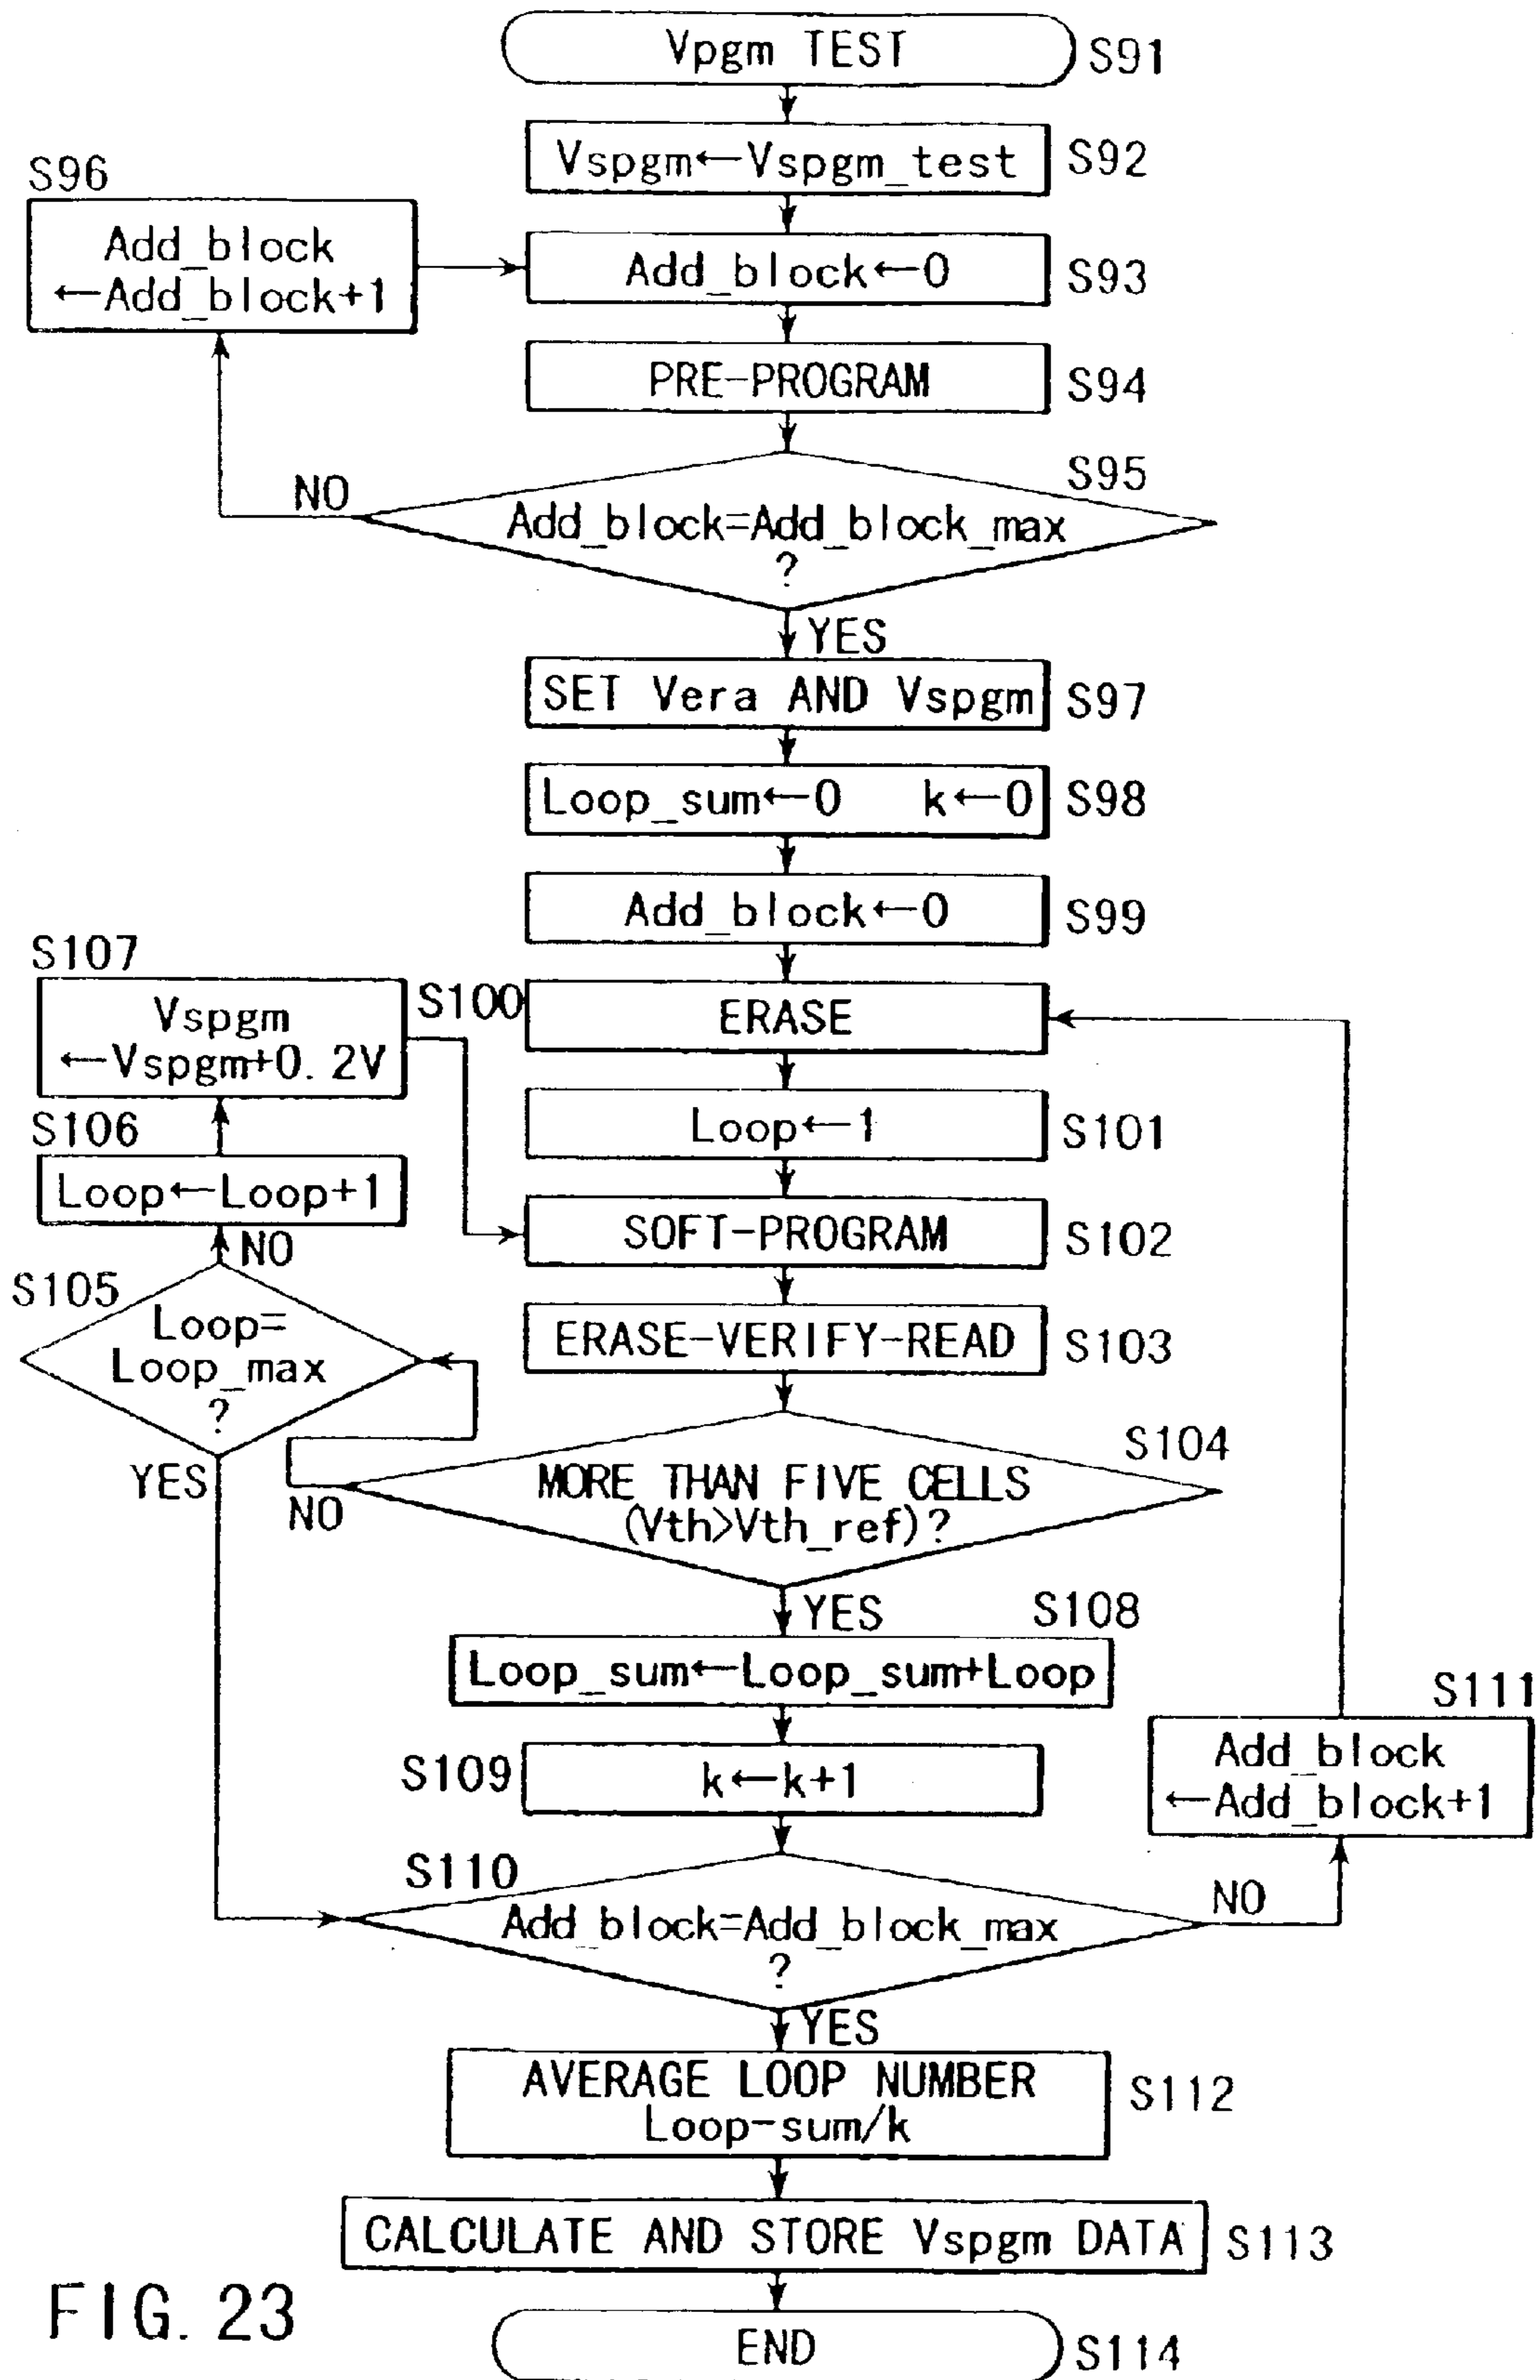 Vpgm TEST
S91
Vspgm←Vspgm_test
S92
S96
Add_block
←Add_block+1
Add_block←0
S93
PRE-PROGRAM
S94
S95
NO
Add_block=Add_block_max
?
YES
SET Vera AND Vspgm
S97
Loop_sum←0 k←0
S98
Add_block←0
S99
S107
Vspgm
←Vspgm+0.2V
S100
ERASE
S106
Loop←Loop+1
Loop←1
S101
NO
SOFT-PROGRAM
S102
S105
Loop=
Loop_max
?
YES
ERASE-VERIFY-READ
S103
S104
MORE THAN FIVE CELLS
(Vth>Vth_ref)?
NO
YES
S108
Loop_sum←Loop_sum+Loop
S111
Add_block
←Add_block+1
S109
k←k+1
S110
NO
Add_block=Add_block_max
?
YES
AVERAGE LOOP NUMBER
Loop-sum/k
S112
CALCULATE AND STORE Vspgm DATA
S113
FIG. 23
END
S114